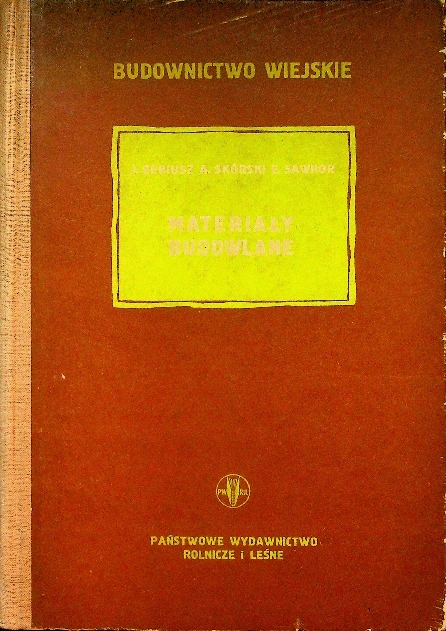 BUDOWNICTWO WIEJSKIE
A. SKÓRSKI
MATERIAŁY
BUDOWLANE
PAŃSTWOWE WYDAWNICTWO
ROLNICZE i LEŚNE